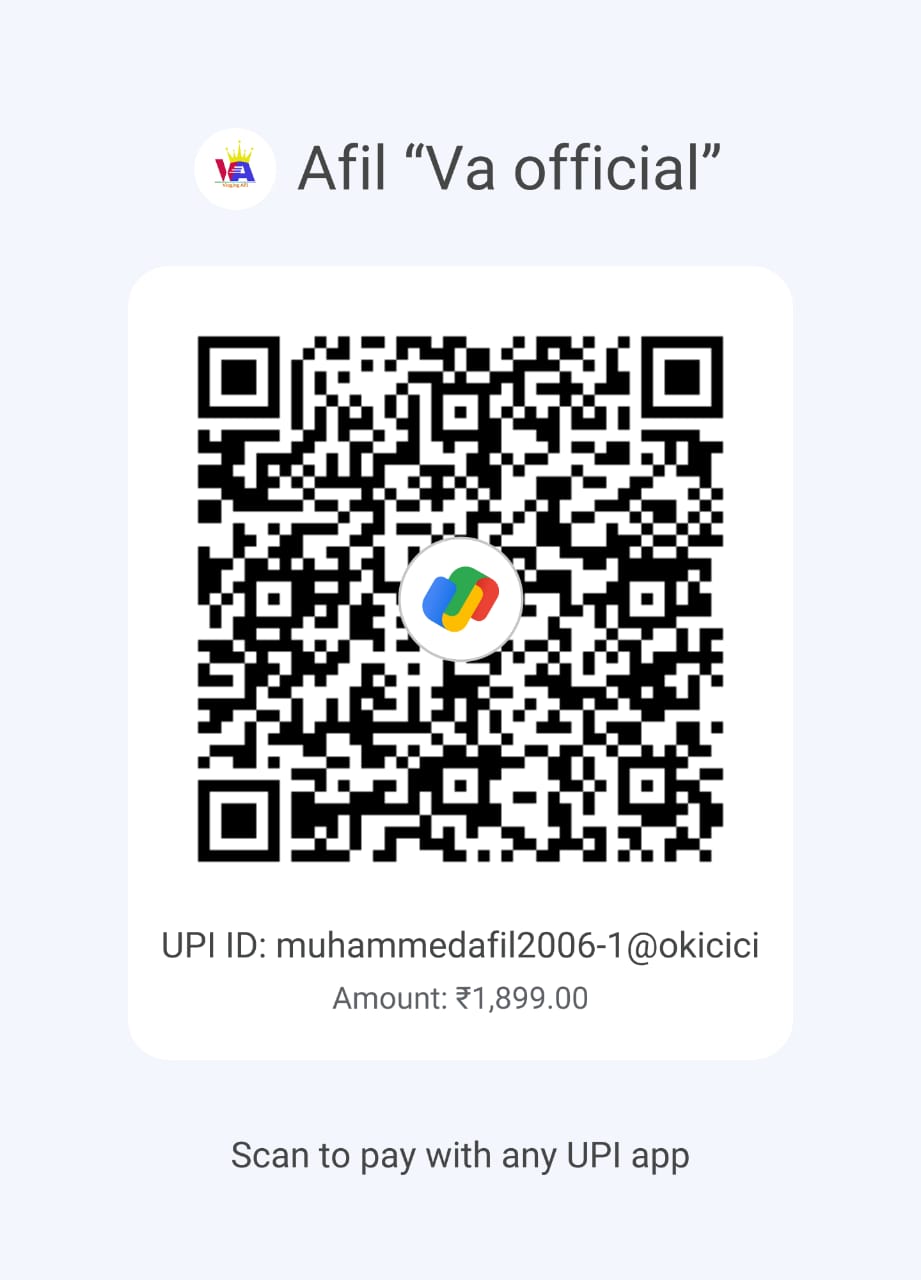 Afil “Va official”
VA
UPI ID: muhammedafil2006-1@okicici
Amount: ₹1,899.00
Scan to pay with any UPI app